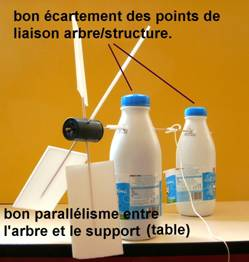 bon écartement des points de
liaison arbre/structure.
bon parallélisme entre
l'arbre et le support (table)